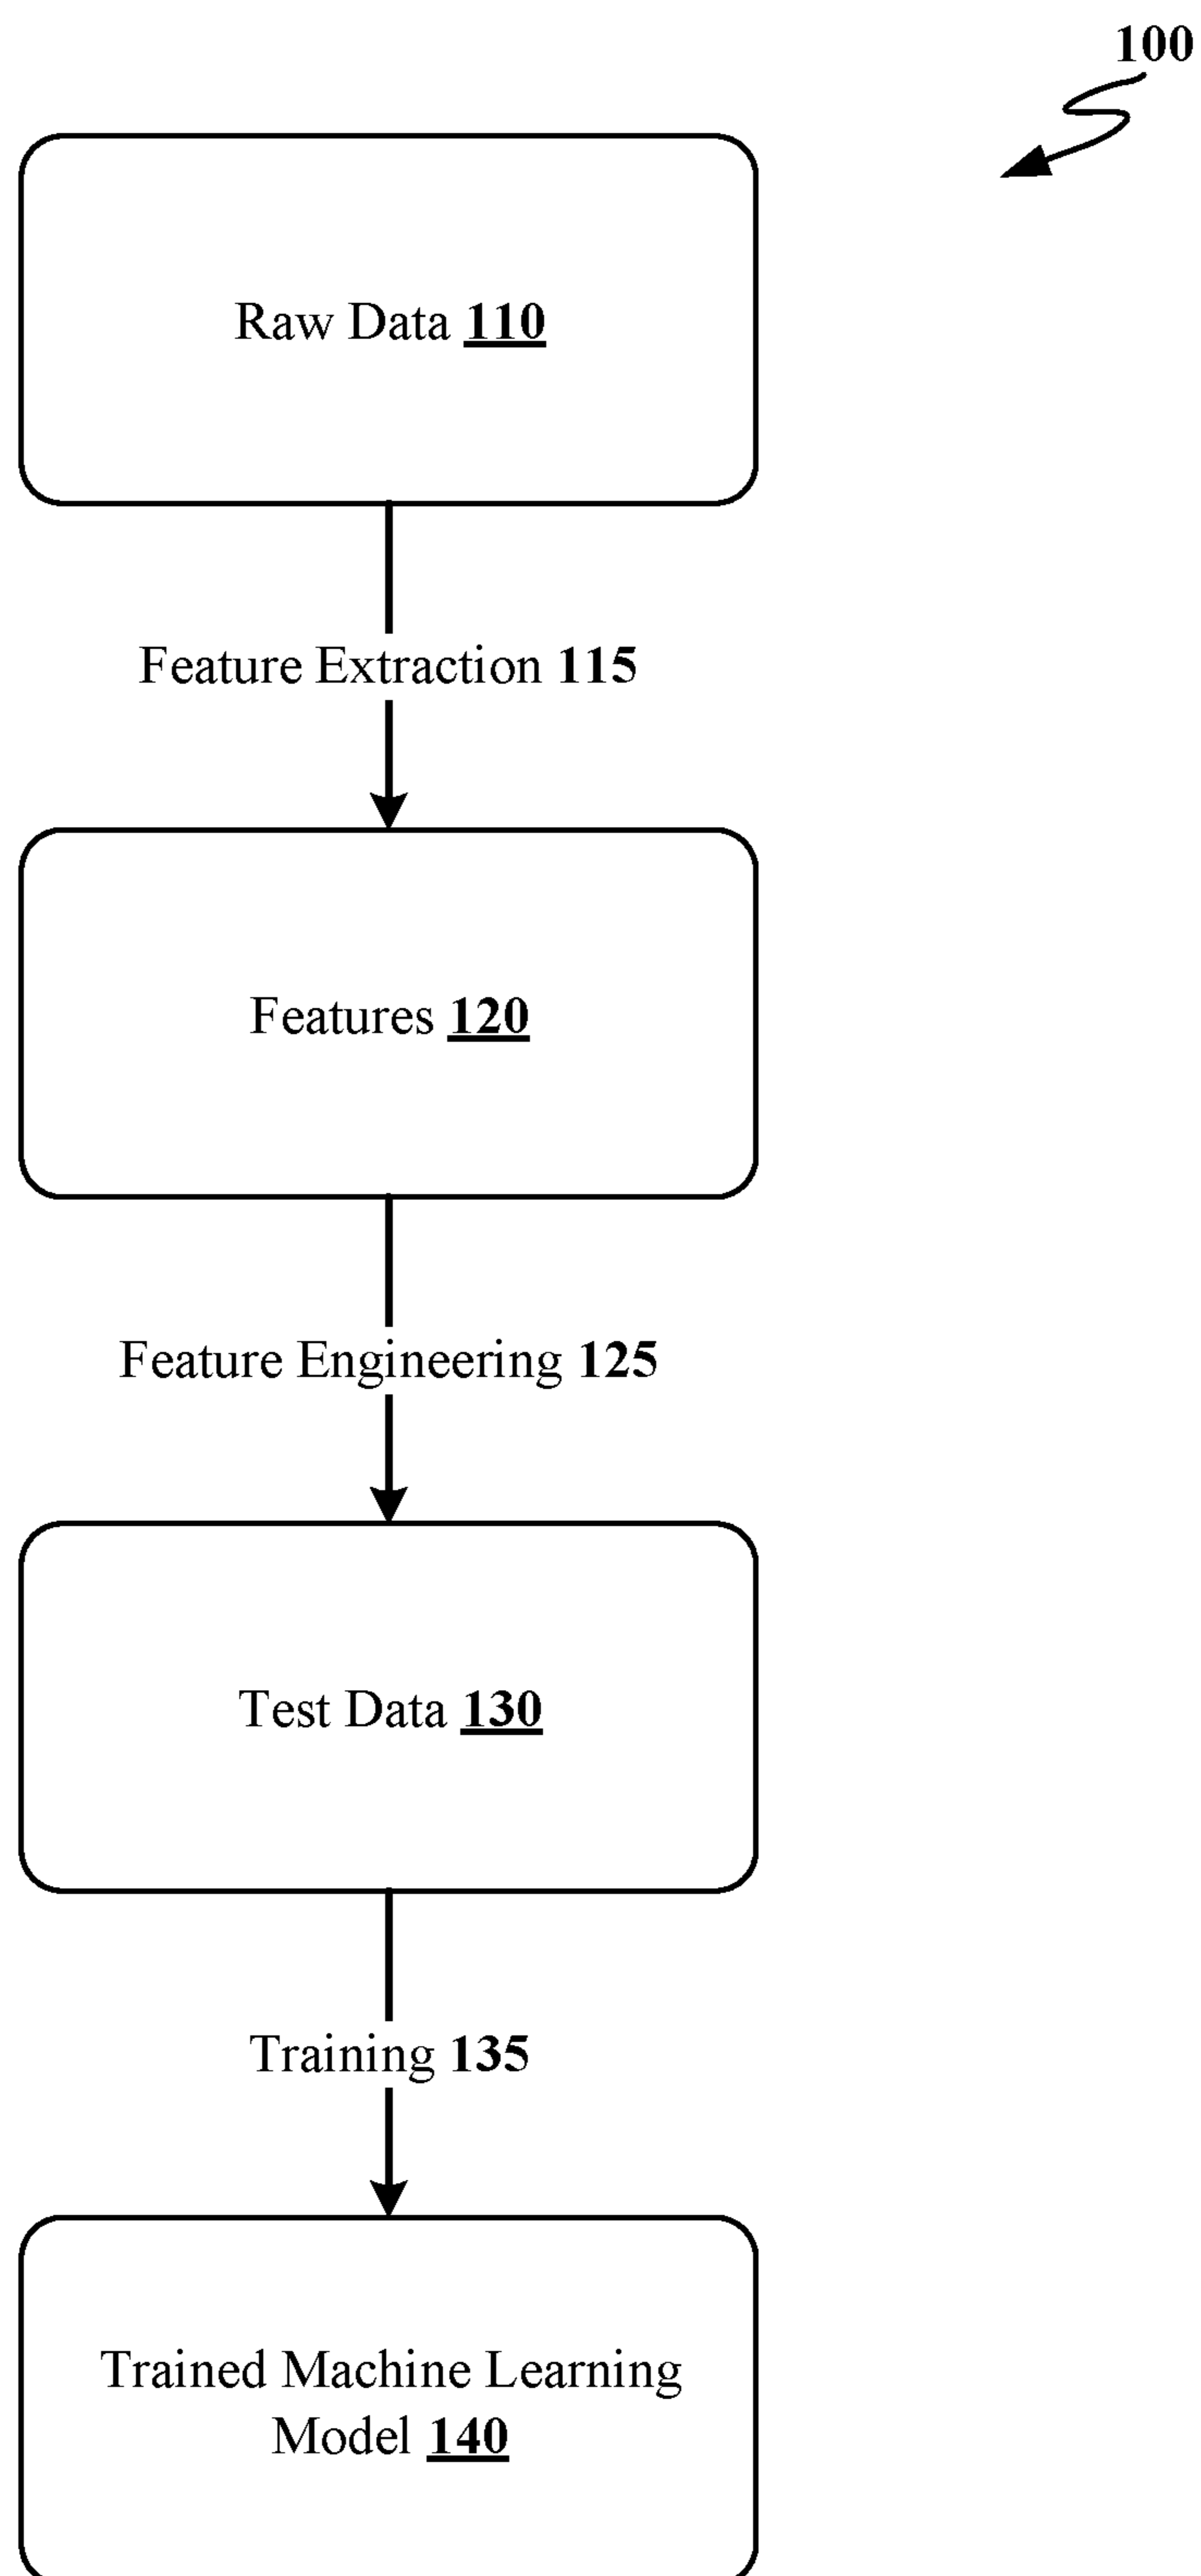 100
Raw Data 110
Feature Extraction 115
Features 120
Feature Engineering 125
Test Data 130
Training 135
Trained Machine Learning
Model 140